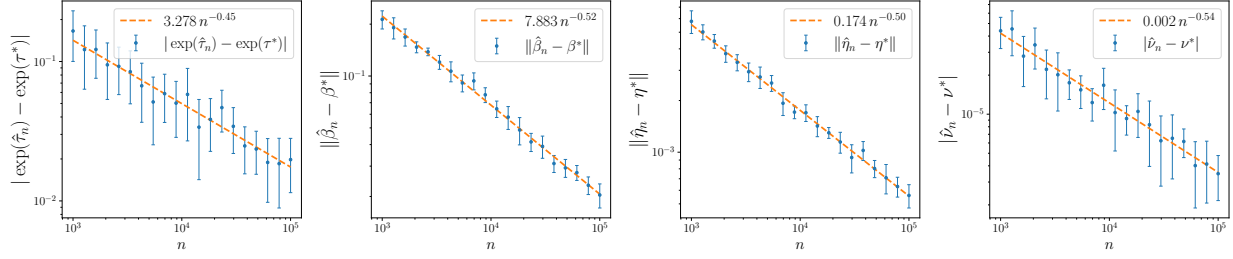 3.278 n^{-0.45}
| exp(τ̂_n) − exp(τ*)|
| exp(τ̂_n) − exp(τ*)|
10^{-1}
10^{-2}
10^3
10^4
10^5
n
7.883 n^{-0.52}
‖β̂_n − β*‖
‖β̂_n − β*‖
10^{-1}
10^3
10^4
10^5
n
0.174 n^{-0.50}
‖η̂_n − η*‖
‖η̂_n − η*‖
10^{-3}
10^3
10^4
10^5
n
0.002 n^{-0.54}
|ν̂_n − ν*|
|ν̂_n − ν*|
10^{-5}
10^3
10^4
10^5
n